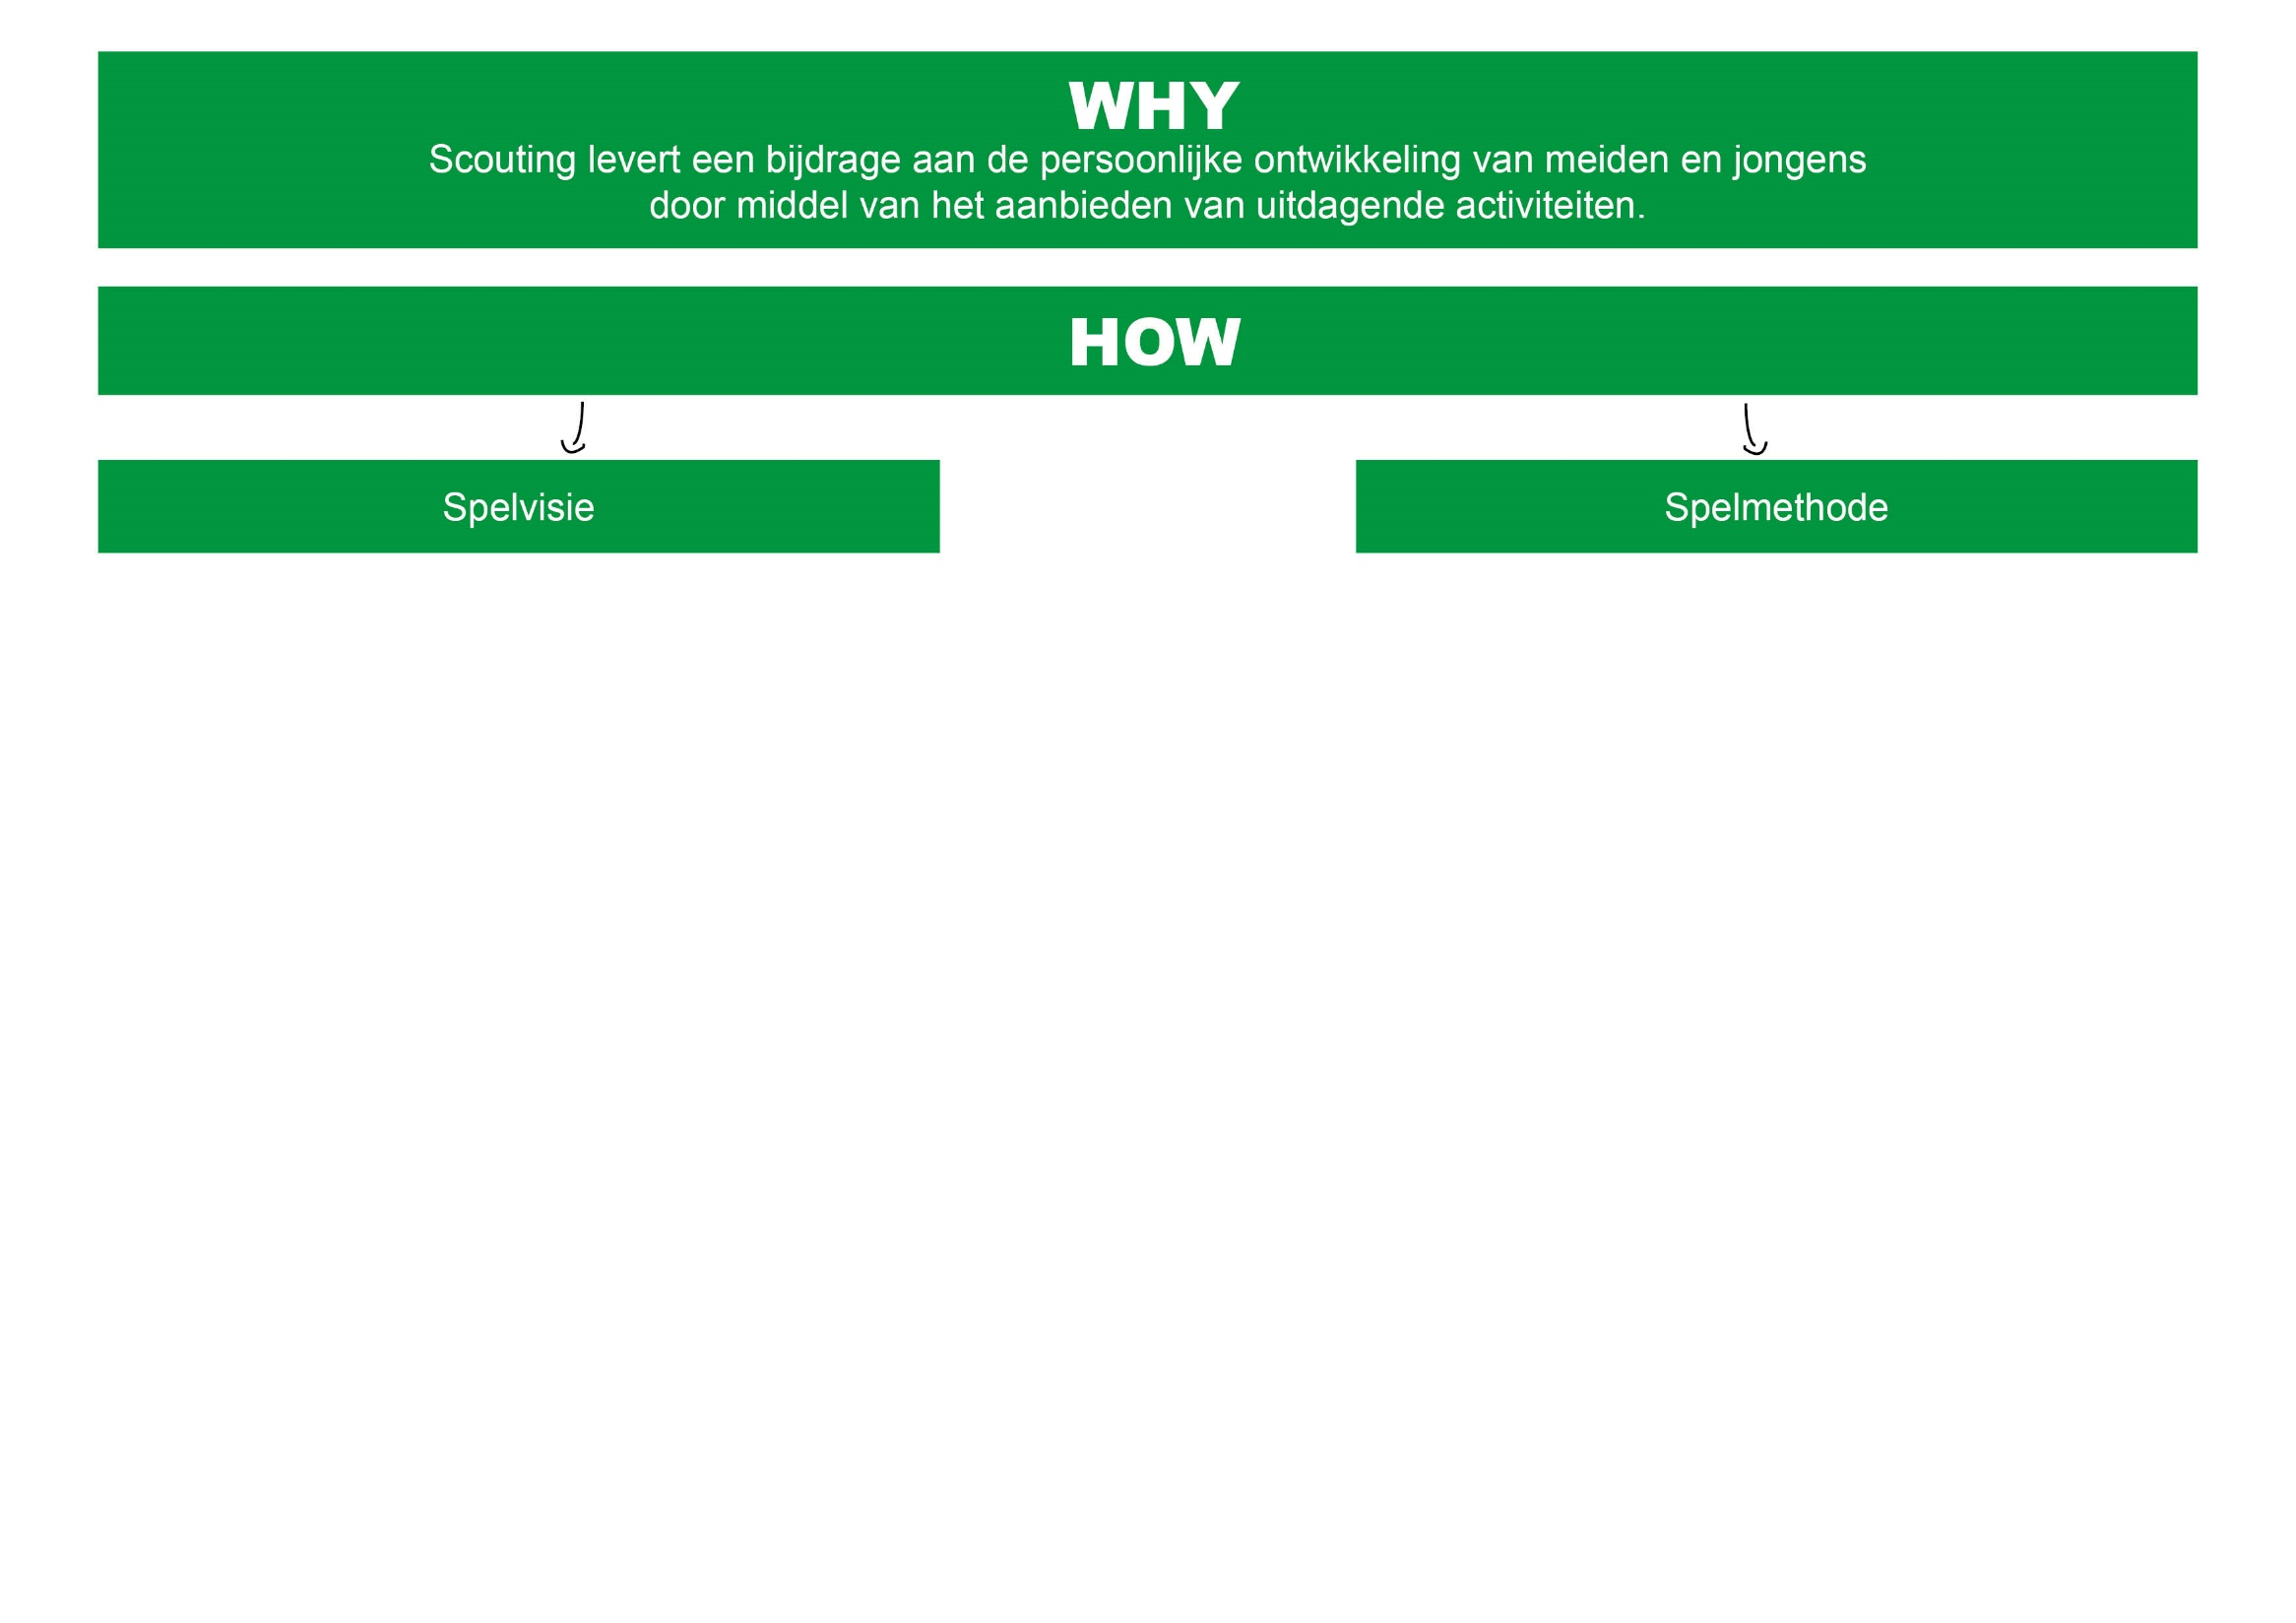 WHY
Scouting levert een bijdrage aan de persoonlijke ontwikkeling van meiden en jongens
door middel van het aanbieden van uitdagende activiteiten.
HOW
Spelvisie
Spelmethode